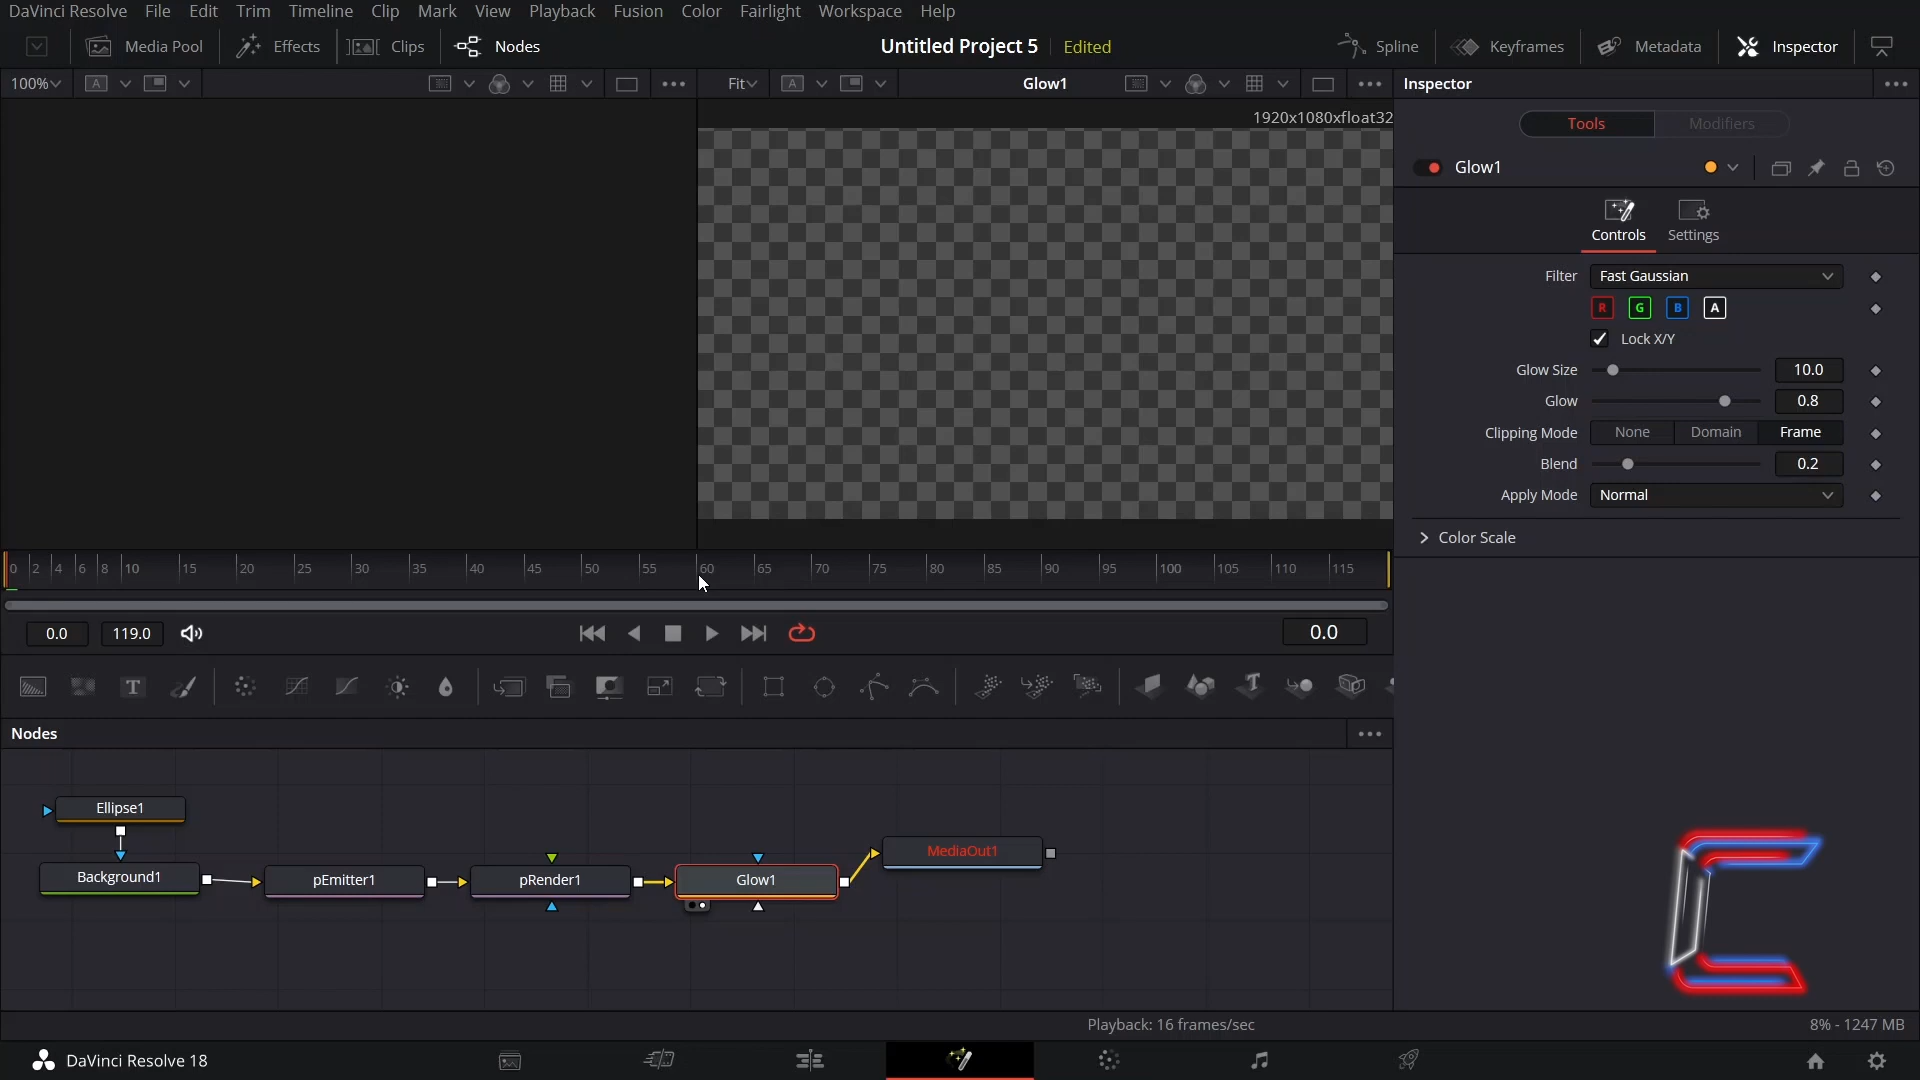 DaVinci Resolve File Edit Trim Timeline Clip Mark View Playback Fusion Color Fairlight Workspace Help
Media Pool Effects Clips Nodes Untitled Project 5 Edited Spline Keyframes Metadata Inspector
100% A Fit A Glow1 Inspector
1920x1080xfloat32
Tools Modifiers
Glow1
Controls Settings
Filter Fast Gaussian
R G B A
Lock X/Y
Glow Size 10.0
Glow 0.8
Clipping Mode None Domain Frame
Blend 0.2
Apply Mode Normal
Color Scale
0 2 4 6 8 10 15 20 25 30 35 40 45 50 55 60 65 70 75 80 85 90 95 100 105 110 115
0.0 119.0 0.0
T T
Nodes
Ellipse1
Background1 pEmitter1 pRender1 Glow1 MediaOut1
Playback: 16 frames/sec 8% - 1247 MB
DaVinci Resolve 18